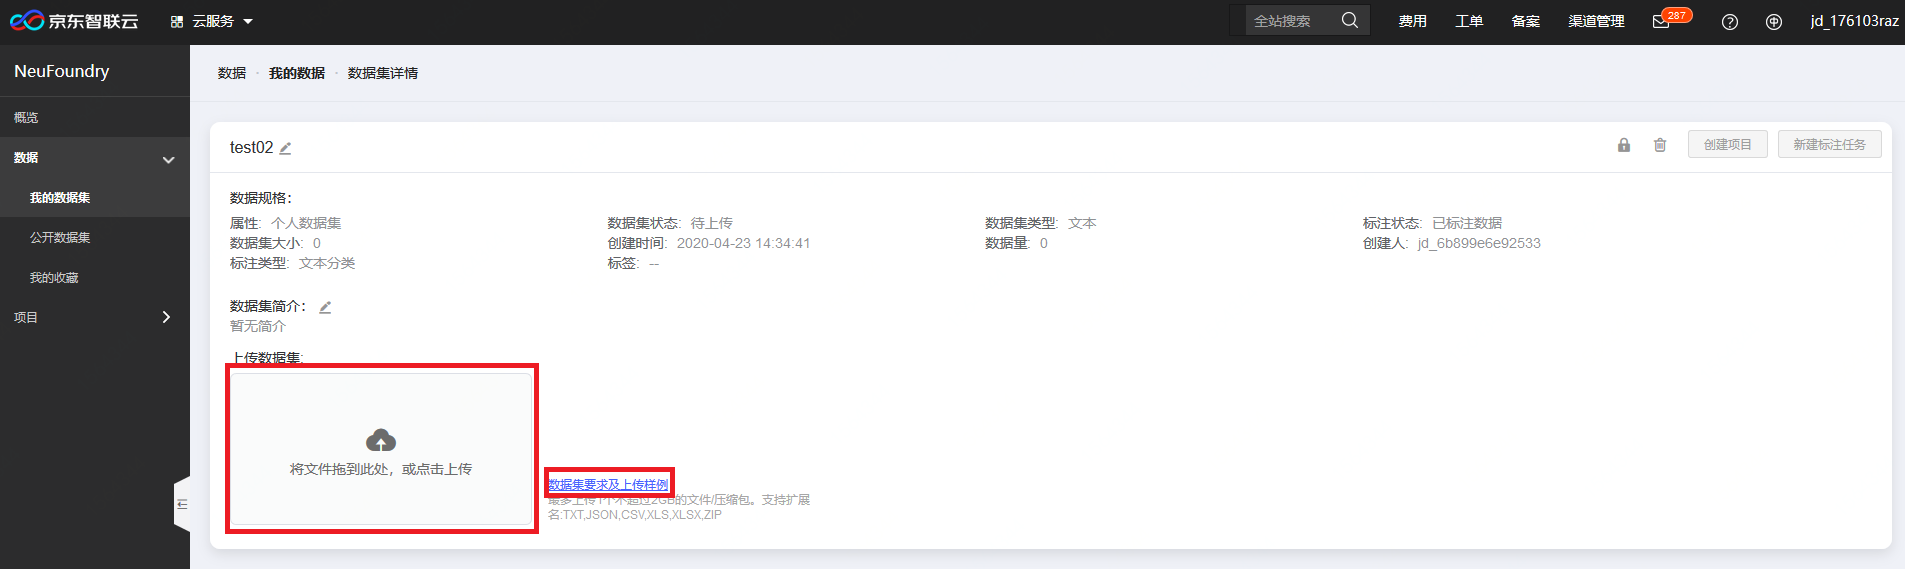 京东智联云 云服务 全站搜索 费用 工单 备案 渠道管理 287 jd_176103raz
NeuFoundry
概览
数据
我的数据集
公开数据集
我的收藏
项目
数据 · 我的数据 · 数据集详情
test02 创建项目 新建标注任务
数据规格：
属性: 个人数据集 数据集状态: 待上传 数据集类型: 文本 标注状态: 已标注数据
数据集大小: 0 创建时间: 2020-04-23 14:34:41 数据量: 0 创建人: jd_6b899e6e92533
标注类型: 文本分类 标签: --
数据集简介：
暂无简介
上传数据集:
将文件拖到此处，或点击上传
数据集要求及上传样例
最多上传1个不超过2GB的文件/压缩包。支持扩展
名:TXT,JSON,CSV,XLS,XLSX,ZIP